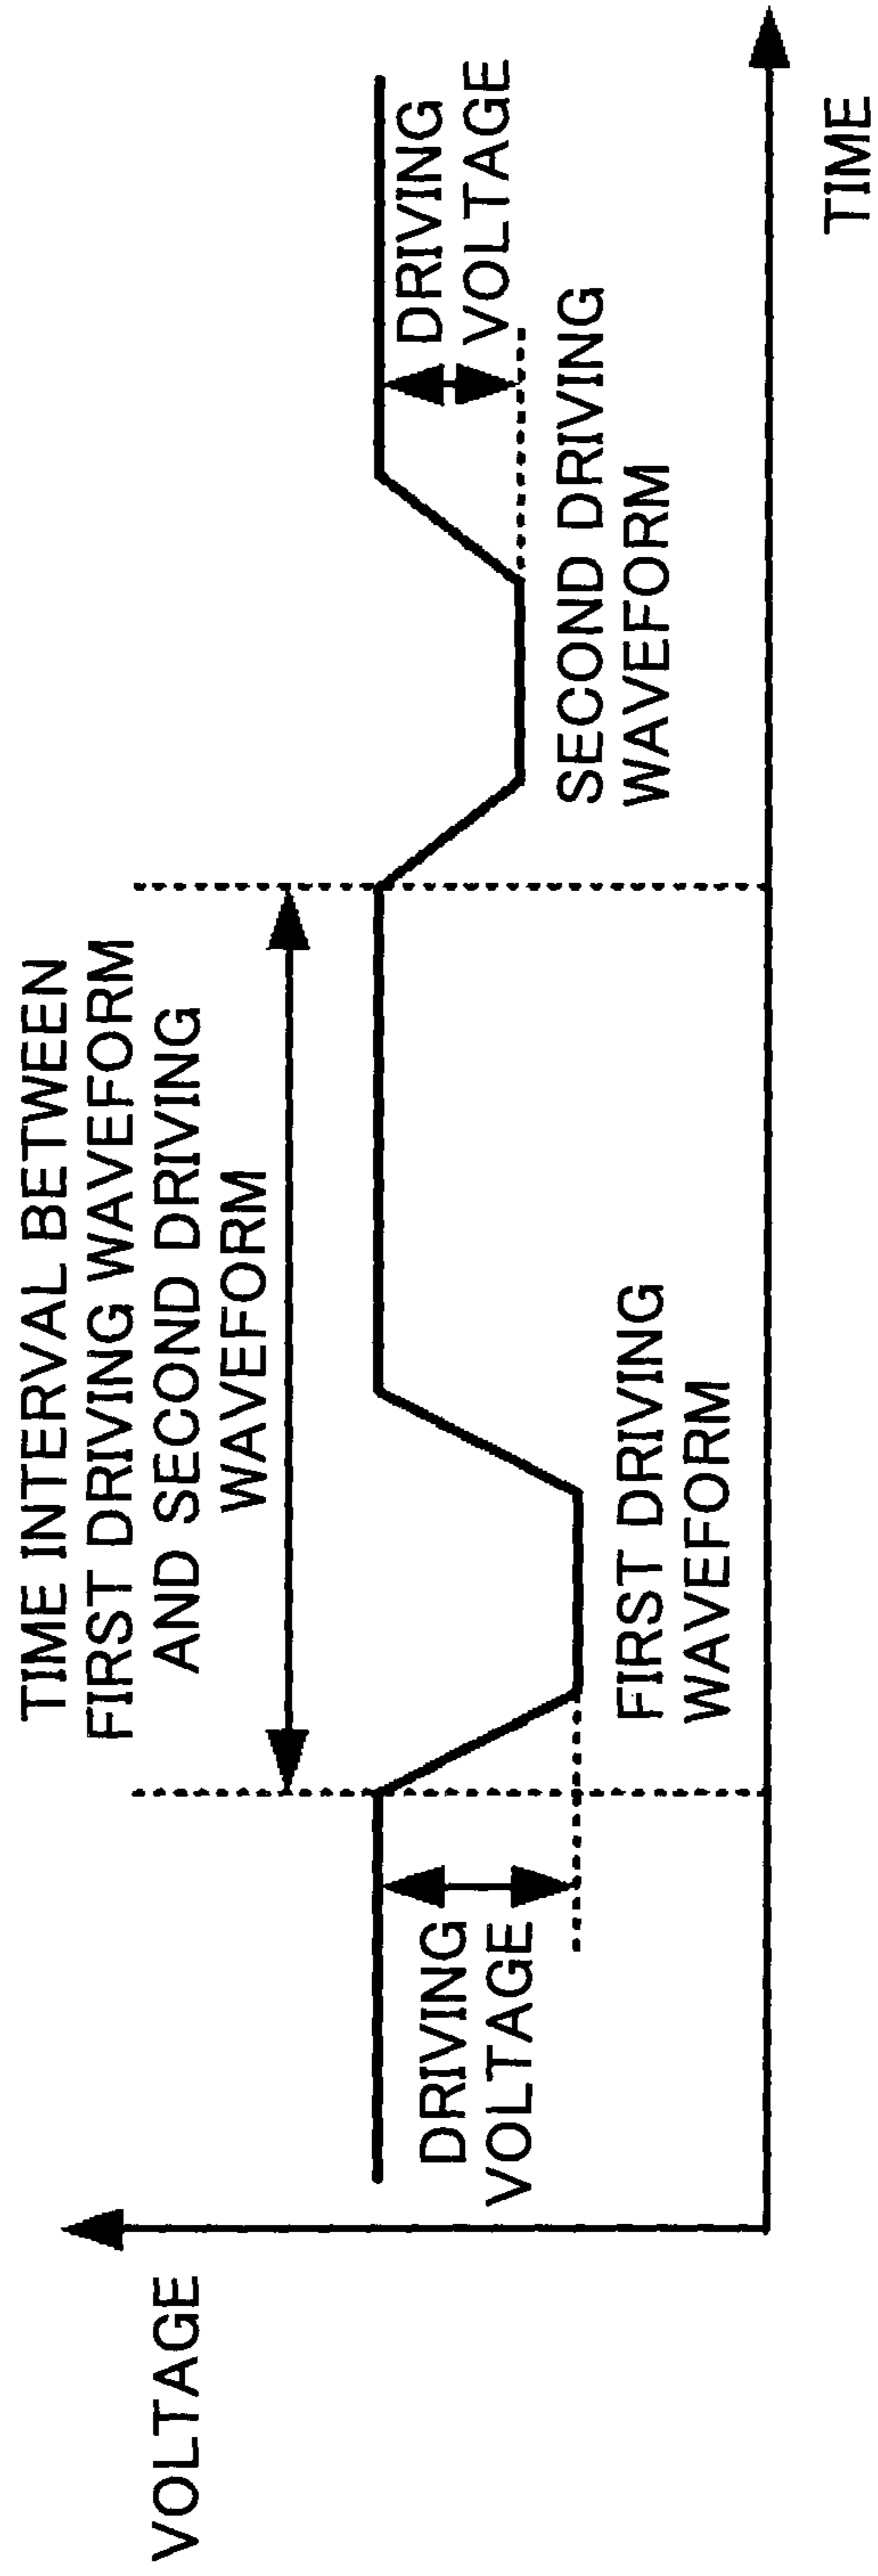 VOLTAGE
TIME INTERVAL BETWEEN
FIRST DRIVING WAVEFORM
AND SECOND DRIVING
WAVEFORM
DRIVING
VOLTAGE
FIRST DRIVING
WAVEFORM
SECOND DRIVING
WAVEFORM
DRIVING
VOLTAGE
TIME